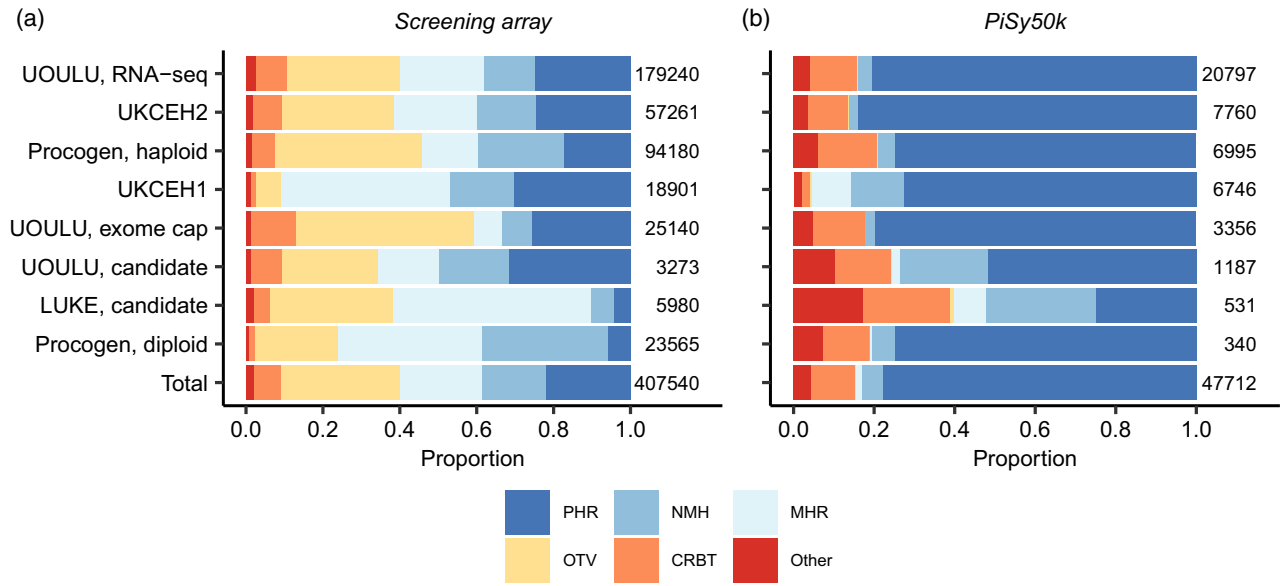 (a) Screening array
(b) PiSy50k
UOULU, RNA−seq 179240 20797
UKCEH2 57261 7760
Procogen, haploid 94180 6995
UKCEH1 18901 6746
UOULU, exome cap 25140 3356
UOULU, candidate 3273 1187
LUKE, candidate 5980 531
Procogen, diploid 23565 340
Total 407540 47712
0.0 0.2 0.4 0.6 0.8 1.0 0.0 0.2 0.4 0.6 0.8 1.0
Proportion Proportion
PHR NMH MHR
OTV CRBT Other